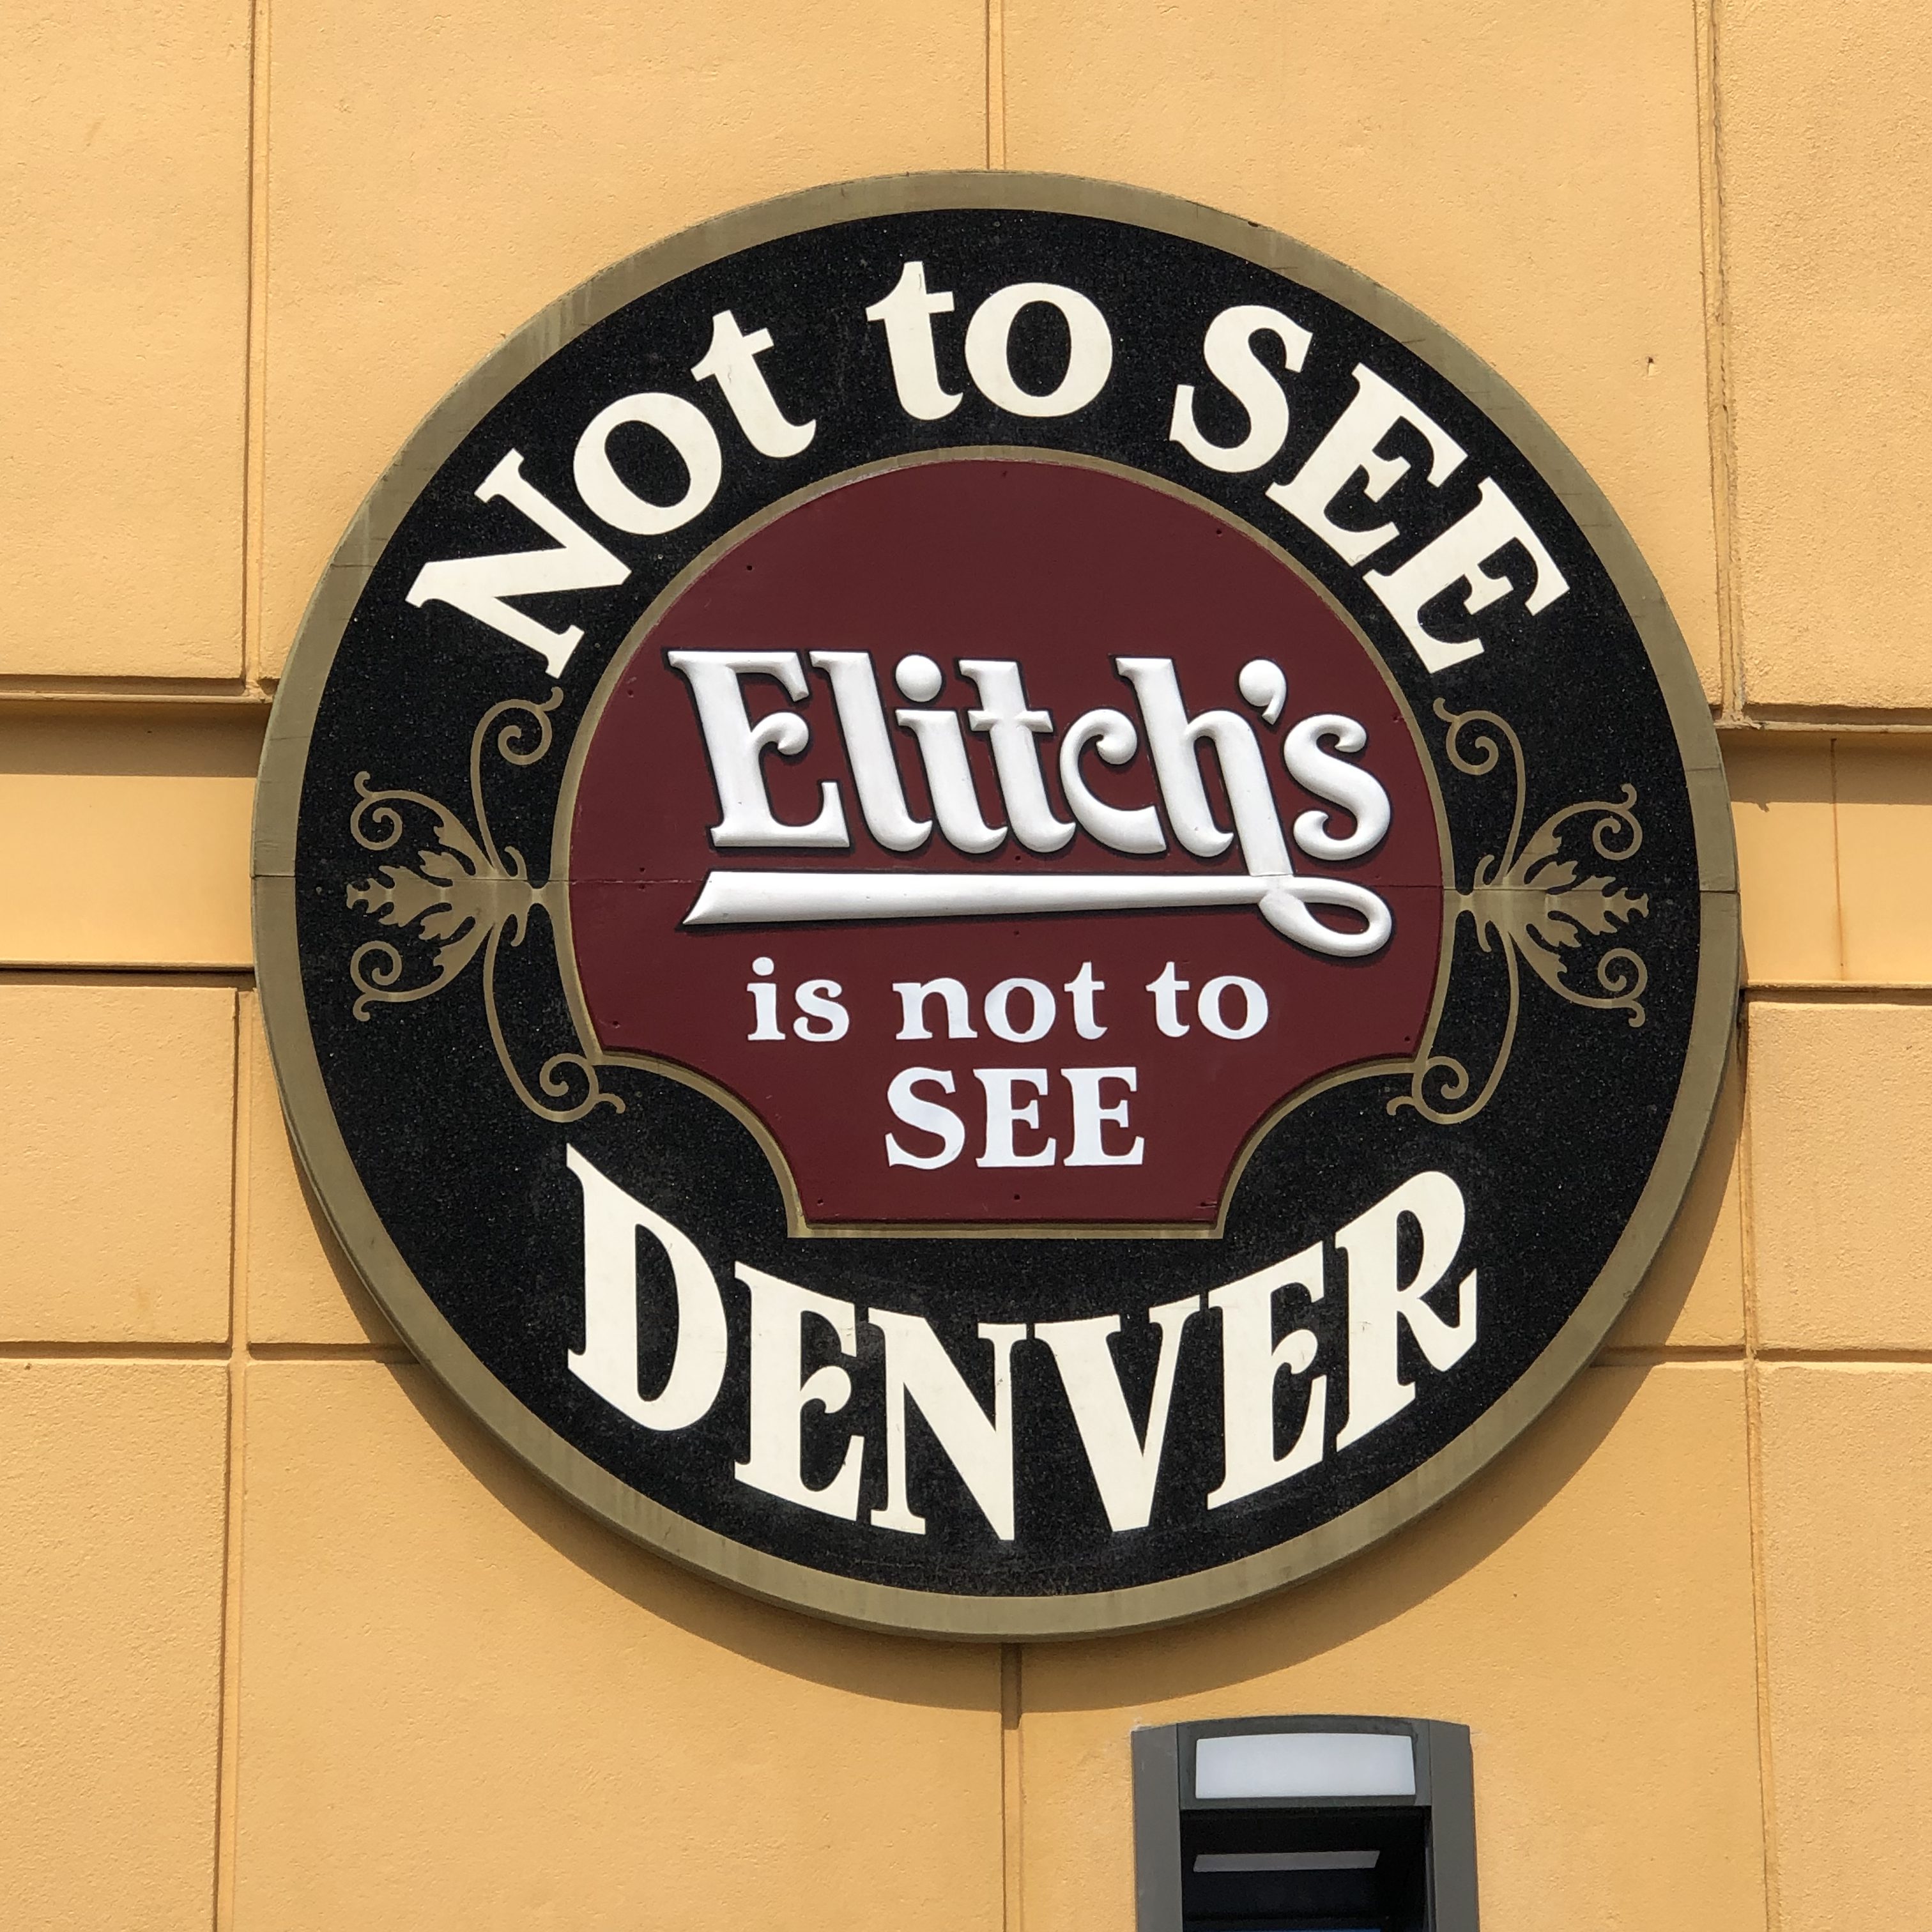 Not to SEE
Elitch's
is not to
SEE
DENVER